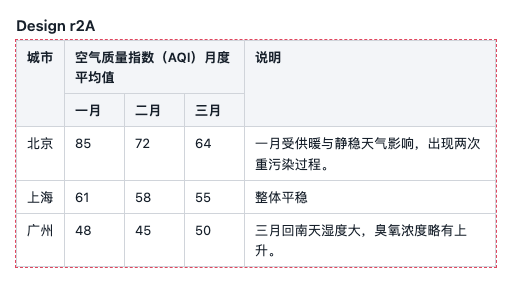 Design r2A
城市
空气质量指数（AQI）月度
平均值
说明
一月
二月
三月
北京
85
72
64
一月受供暖与静稳天气影响，出现两次
重污染过程。
上海
61
58
55
整体平稳
广州
48
45
50
三月回南天湿度大，臭氧浓度略有上
升。